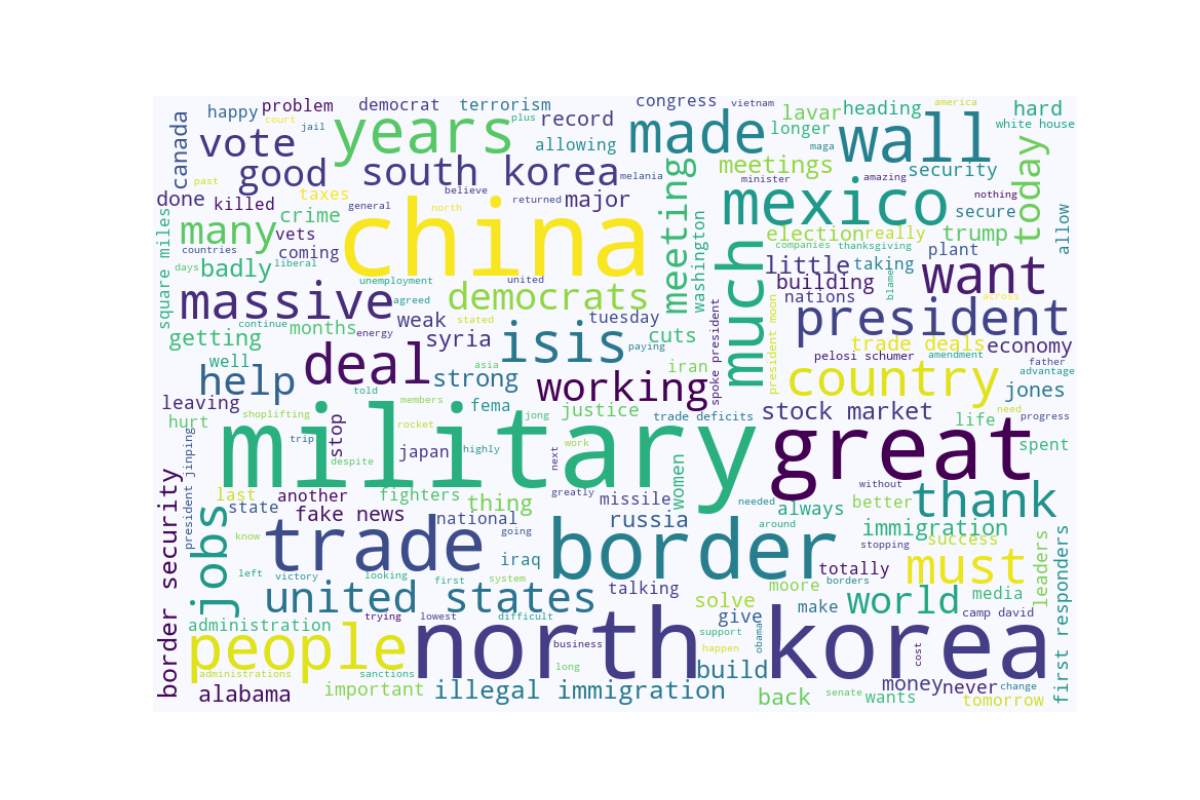 happy
problem
democrat
terrorism
congress
vietnam
america
hard
court
jail
plus
record
lavar
heading
white house
canada
vote
years
allowing
made
longer
maga
wall
good
south korea
melania
meetings
minister
amazing
security
today
past
done
killed
taxes
believe
returned
major
meeting
mexico
nothing
secure
allow
square miles
many
crime
vets
general
north
china
washington
much
election
really
trump
countries
coming
companies
thanksgiving
plant
days
badly
liberal
unemployment
united
little
taking
want
massive
agreed
democrats
building
nations
blame
across
continue
months
energy
weak
stated
tuesday
president
getting
syria
isis
paying
cuts
spoke president
president moon
trade deals
economy
well
help
deal
asia
iran
pelosi schumer
amendment
father
advantage
told
strong
working
country
jones
leaving
shoplifting
members
fema
jong
justice
trade deficits
stock market
life
need
progress
hurt
stop
rocket
military
great
spent
president jinping
trip
despite
japan
highly
work
next
border security
last
another
fighters
greatly
missile
women
needed
without
better
thank
state
fake news
thing
always
jobs
national
russia
around
immigration
know
trade
going
border
stopping
success
left
victory
looking
first
iraq
system
totally
borders
must
leaders
first responders
united states
talking
moore
world
media
administration
trying
lowest
difficult
solve
give
make
camp david
people
north korea
business
support
obama
happen
cost
administrations
sanctions
long
build
alabama
important
illegal immigration
back
senate
money
wants
never
change
tomorrow